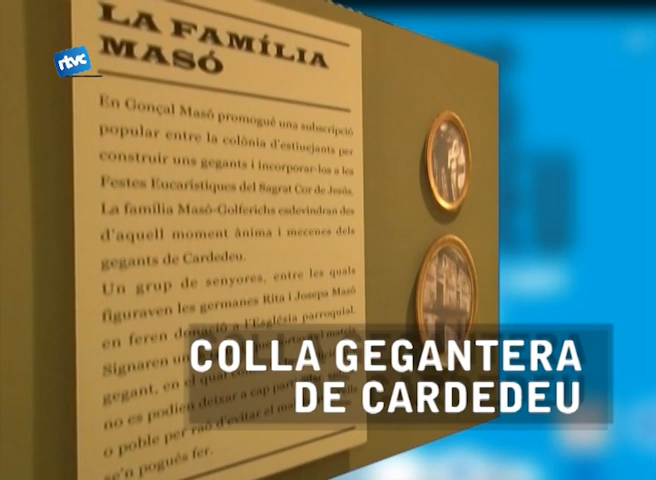 rtvc
LA FAMÍLIA
MASÓ
En Gonçal Masó promogué una subscripció
popular entre la colònia d'estiuejants per
construir uns gegants i incorporar-los a les
Festes Eucarístiques del Sagrat Cor de Jesús.
La família Masó-Golferichs esdevindran des
d'aquell moment ànima i mecenes dels
gegants de Cardedeu.
Un grup de senyores, entre les quals
figuraven les germanes Rita i Josepa Masó
en feren donació a l'Església parroquial.
Signaren un
gegant, en el qual
no es podien deixar a cap
o poble per raó d'evitar el
se'n pogués fer.
COLLA GEGANTERA
DE CARDEDEU